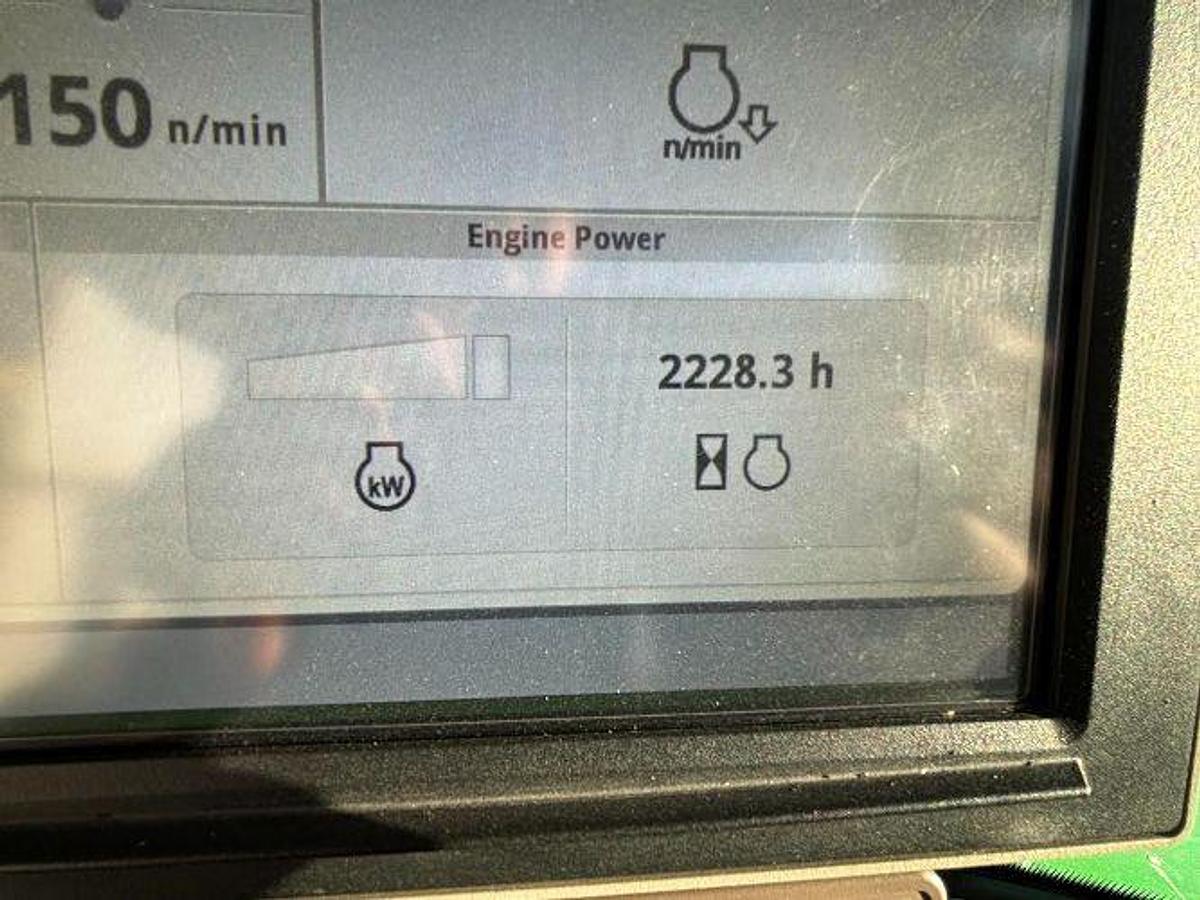 150 n/min
n/min
Engine Power
2228.3 h
kW